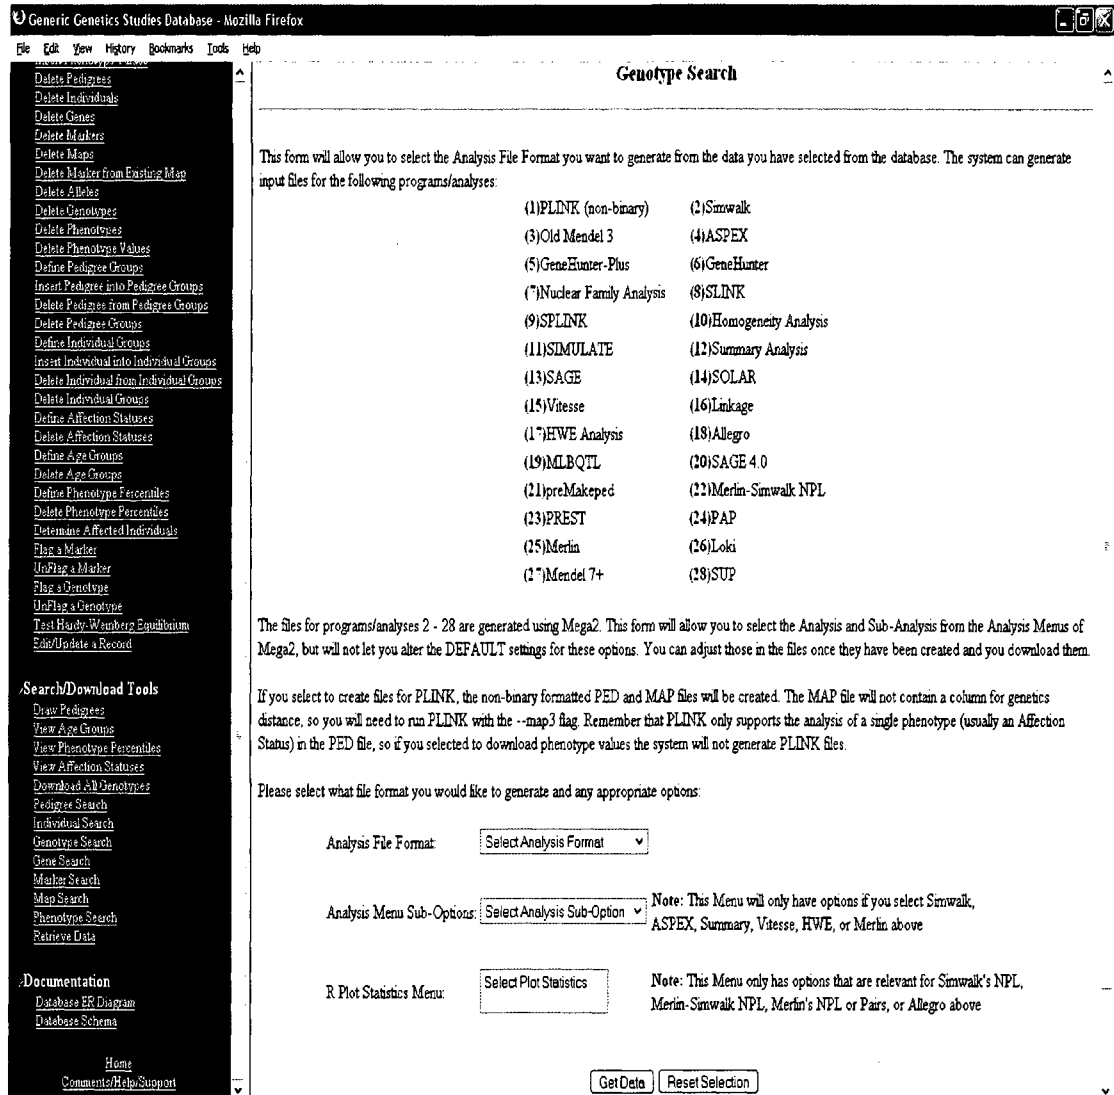 Generic Genetics Studies Database - Mozilla Firefox
File Edit View History Bookmarks Tools Help
Delete Pedigrees
Delete Individuals
Delete Genes
Delete Markers
Delete Maps
Delete Marker from Existing Map
Delete Alleles
Delete Genotypes
Delete Phenotypes
Delete Phenotype Values
Define Pedigree Groups
Insert Pedigree into Pedigree Groups
Delete Pedigree from Pedigree Groups
Delete Pedigree Groups
Define Individual Groups
Insert Individual into Individual Groups
Delete Individual from Individual Groups
Delete Individual Groups
Define Affection Statuses
Delete Affection Statuses
Define Age Groups
Delete Age Groups
Define Phenotype Percentiles
Delete Phenotype Percentiles
Determine Affected Individuals
Flag a Marker
UnFlag a Marker
Flag a Genotype
UnFlag a Genotype
Test Hardy-Weinberg Equilibrium
Edit/Update a Record
Search/Download Tools
Draw Pedigrees
View Age Groups
View Phenotype Percentiles
View Affection Statuses
Download All Genotypes
Pedigree Search
Individual Search
Genotype Search
Gene Search
Marker Search
Map Search
Phenotype Search
Retrieve Data
Documentation
Database ER Diagram
Database Schema
Home
Comments/Help/Support
Genotype Search
This form will allow you to select the Analysis File Format you want to generate from the data you have selected from the database. The system can generate
input files for the following programs/analyses:
(1)PLINK (non-binary) (2)Simwalk
(3)Old Mendel 3 (4)ASPEX
(5)GeneHunter-Plus (6)GeneHunter
(7)Nuclear Family Analysis (8)SLINK
(9)SPLINK (10)Homogeneity Analysis
(11)SIMULATE (12)Summary Analysis
(13)SAGE (14)SOLAR
(15)Vitesse (16)Linkage
(17)HWE Analysis (18)Allegro
(19)MLBQTL (20)SAGE 4.0
(21)preMakeped (22)Merlin-Simwalk NPL
(23)PREST (24)PAP
(25)Merlin (26)Loki
(27)Mendel 7+ (28)SUP
The files for programs/analyses 2 - 28 are generated using Mega2. This form will allow you to select the Analysis and Sub-Analysis from the Analysis Menus of
Mega2, but will not let you alter the DEFAULT settings for these options. You can adjust those in the files once they have been created and you download them.
If you select to create files for PLINK, the non-binary formatted PED and MAP files will be created. The MAP file will not contain a column for genetics
distance, so you will need to run PLINK with the --map3 flag. Remember that PLINK only supports the analysis of a single phenotype (usually an Affection
Status) in the PED file, so if you selected to download phenotype values the system will not generate PLINK files.
Please select what file format you would like to generate and any appropriate options:
Analysis File Format: Select Analysis Format
Analysis Menu Sub-Options: Select Analysis Sub-Option Note: This Menu will only have options if you select Simwalk,
ASPEX, Summary, Vitesse, HWE, or Merlin above
R Plot Statistics Menu: Select Plot Statistics Note: This Menu only has options that are relevant for Simwalk's NPL,
Merlin-Simwalk NPL, Merlin's NPL or Pairs, or Allegro above
Get Data Reset Selection